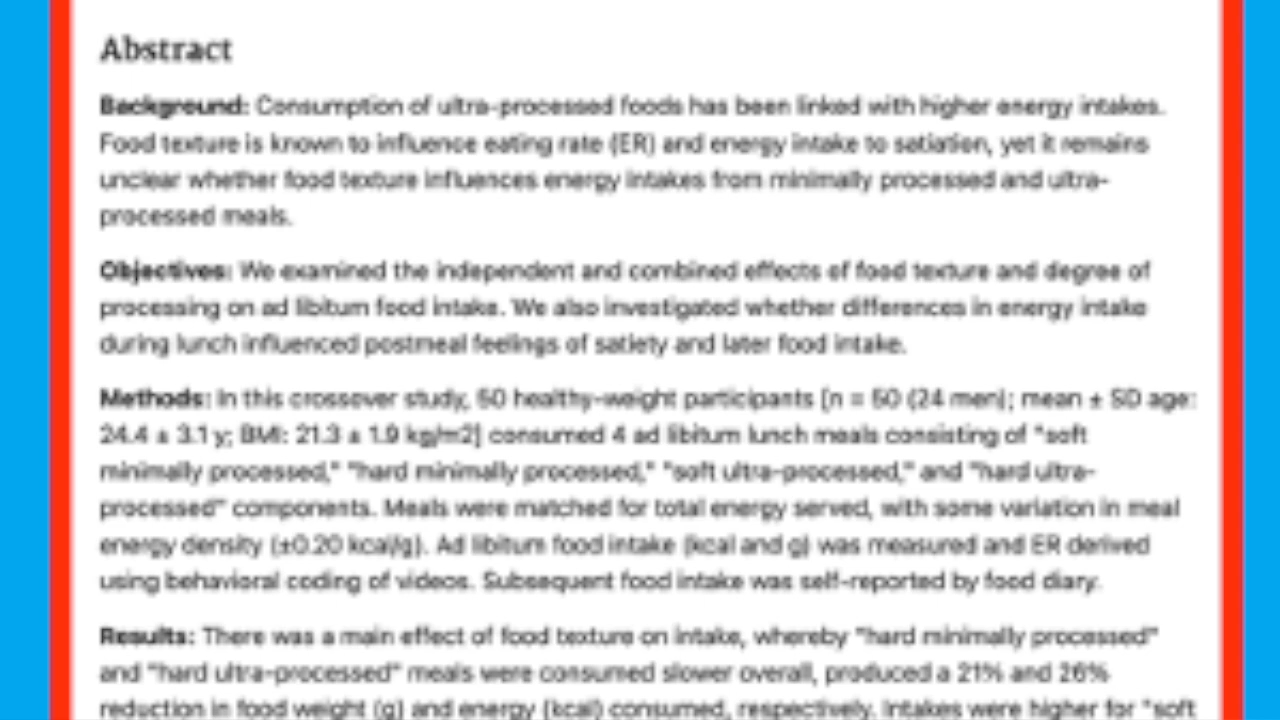 Abstract
Background: Consumption of ultra-processed foods has been linked with higher energy intakes.
Food texture is known to influence eating rate (ER) and energy intake to satiation, yet it remains
unclear whether food texture influences energy intakes from minimally processed and ultra-
processed meals.
Objectives: We examined the independent and combined effects of food texture and degree of
processing on ad libitum food intake. We also investigated whether differences in energy intake
during lunch influenced postmeal feelings of satiety and later food intake.
Methods: In this crossover study, 50 healthy-weight participants [n = 50 (24 men); mean ± SD age:
24.4 ± 3.1 y; BMI: 21.3 ± 1.9 kg/m2] consumed 4 ad libitum lunch meals consisting of "soft
minimally processed," "hard minimally processed," "soft ultra-processed," and "hard ultra-
processed" components. Meals were matched for total energy served, with some variation in meal
energy density (±0.20 kcal/g). Ad libitum food intake (kcal and g) was measured and ER derived
using behavioral coding of videos. Subsequent food intake was self-reported by food diary.
Results: There was a main effect of food texture on intake, whereby "hard minimally processed"
and "hard ultra-processed" meals were consumed slower overall, produced a 21% and 26%
reduction in food weight (g) and energy (kcal) consumed, respectively. Intakes were higher for "soft